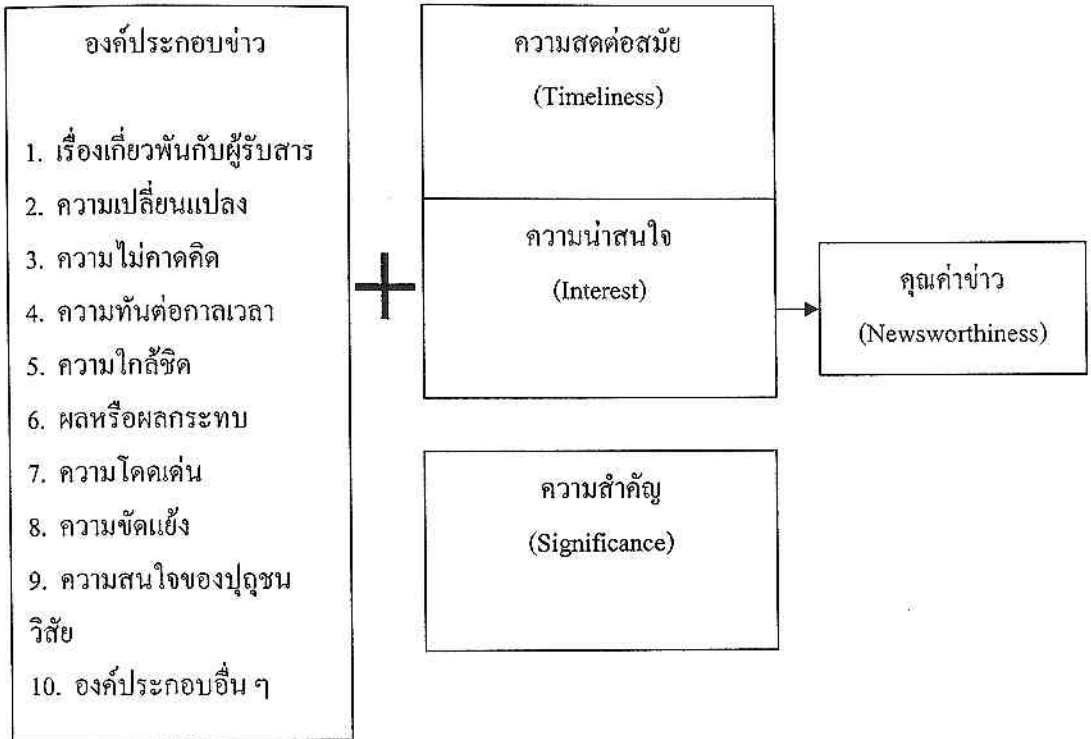 องค์ประกอบข่าว
1. เรื่องเกี่ยวพันกับผู้รับสาร
2. ความเปลี่ยนแปลง
3. ความไม่คาดคิด
4. ความทันต่อกาลเวลา
5. ความใกล้ชิด
6. ผลหรือผลกระทบ
7. ความโดดเด่น
8. ความขัดแย้ง
9. ความสนใจของปุถุชน
วิสัย
10. องค์ประกอบอื่น ๆ
+
ความสดต่อสมัย
(Timeliness)
ความน่าสนใจ
(Interest)
ความสำคัญ
(Significance)
คุณค่าข่าว
(Newsworthiness)